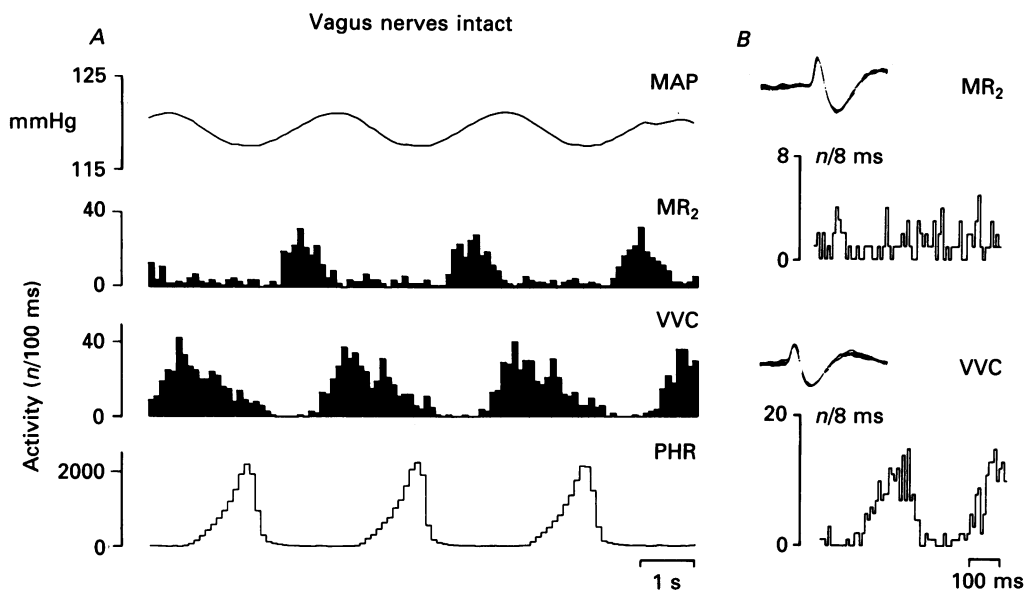 Vagus nerves intact
A
125
MAP
mmHg
115
40
MR2
0
VVC
40
0
Activity (n/100 ms)
PHR
2000
0
1 s
B
MR2
8
n/8 ms
0
VVC
20
n/8 ms
0
100 ms